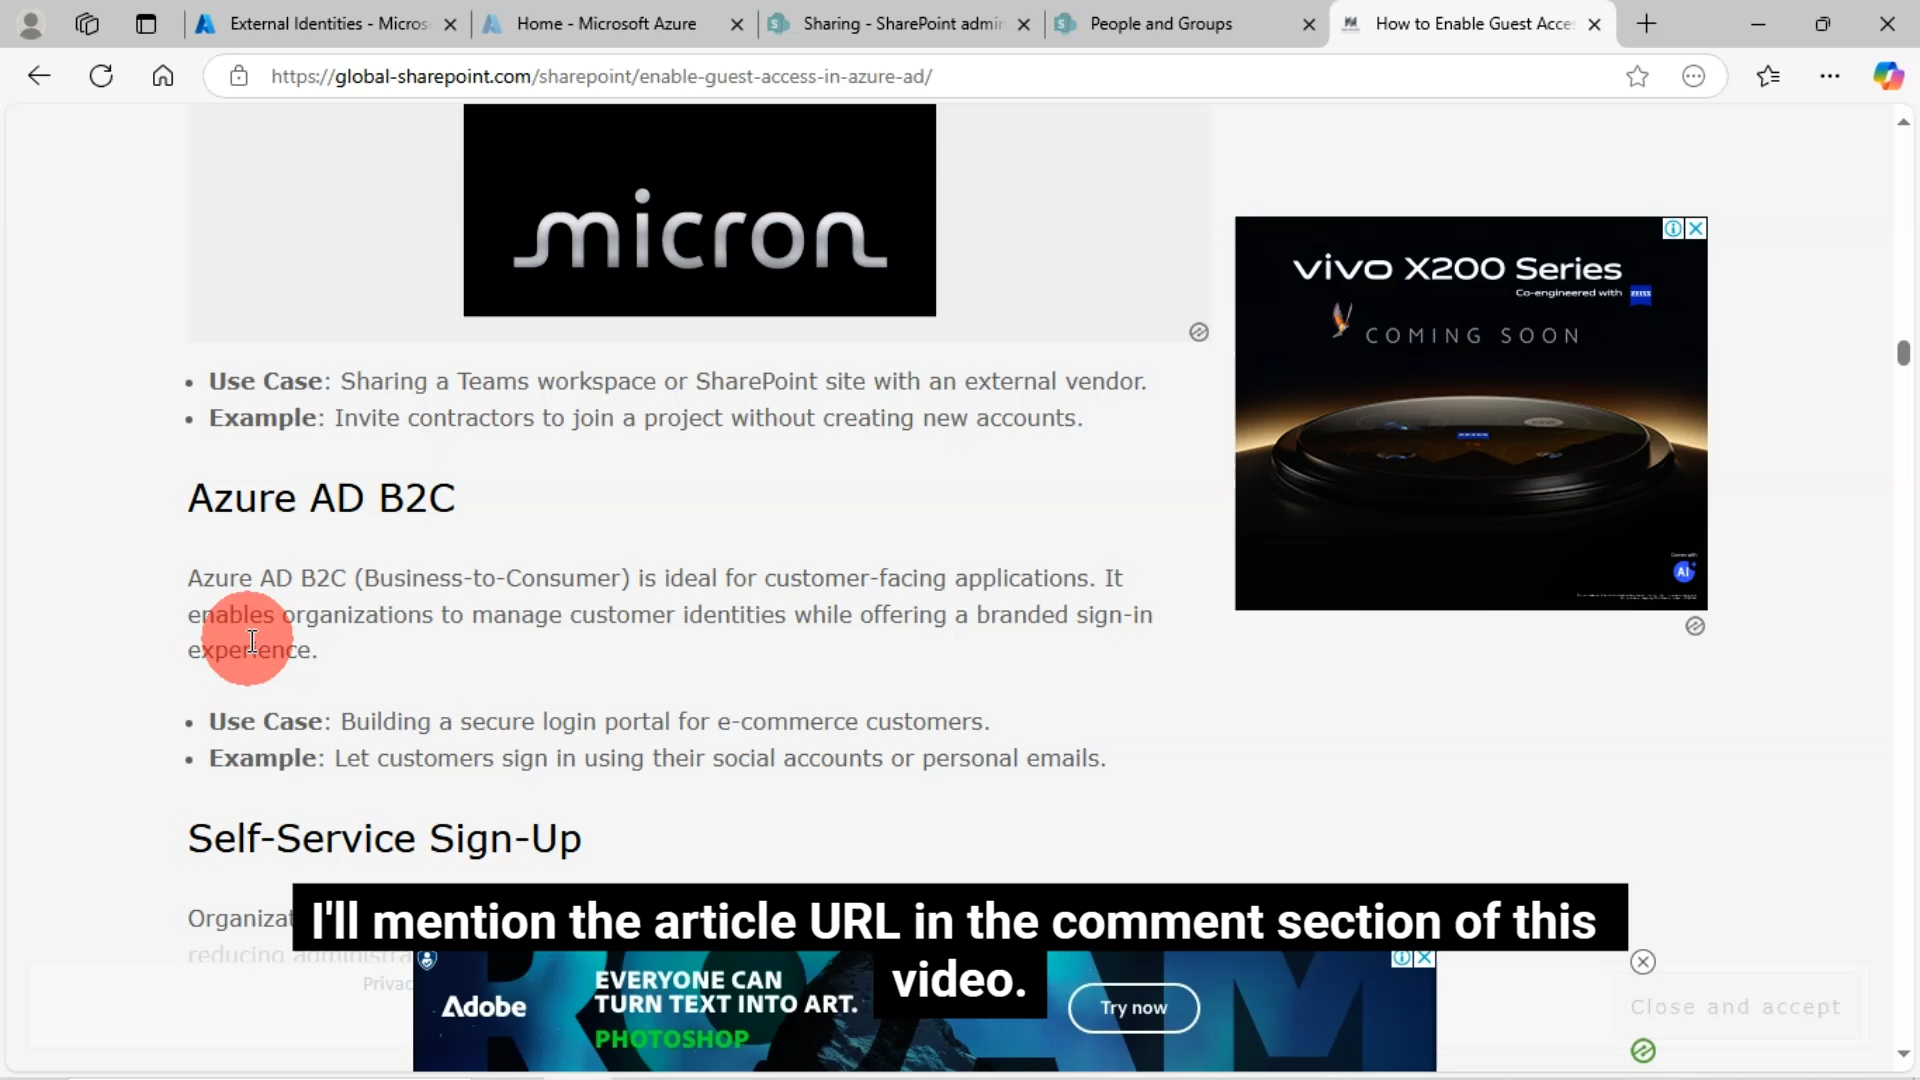 External Identities - Micros
Home - Microsoft Azure
Sharing - SharePoint admin
People and Groups
How to Enable Guest Acce
https://global-sharepoint.com/sharepoint/enable-guest-access-in-azure-ad/
micron
vivo X200 Series
Co-engineered with ZEISS
COMING SOON
AI
• Use Case: Sharing a Teams workspace or SharePoint site with an external vendor.
• Example: Invite contractors to join a project without creating new accounts.
Azure AD B2C
Azure AD B2C (Business-to-Consumer) is ideal for customer-facing applications. It
enables organizations to manage customer identities while offering a branded sign-in
experience.
• Use Case: Building a secure login portal for e-commerce customers.
• Example: Let customers sign in using their social accounts or personal emails.
Self-Service Sign-Up
Organizat
I'll mention the article URL in the comment section of this
video.
reducing administra
Privac
Adobe
EVERYONE CAN
TURN TEXT INTO ART.
PHOTOSHOP
Try now
Close and accept